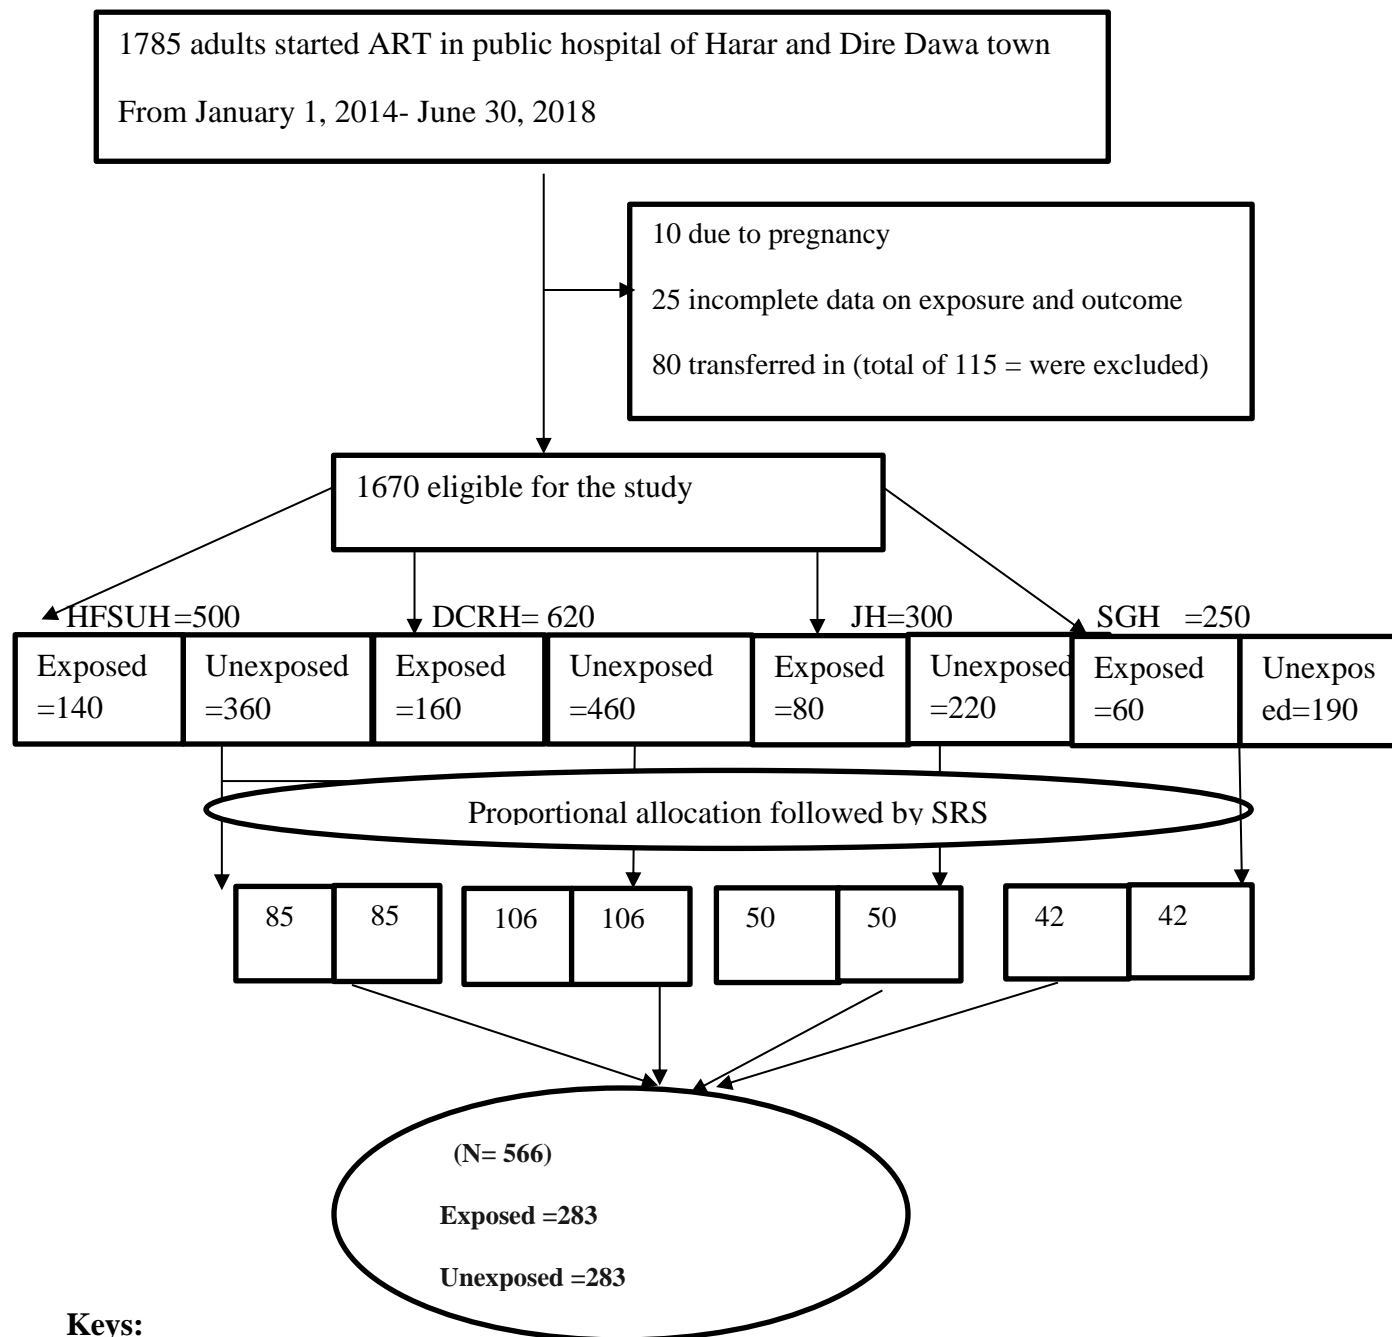 1785 adults started ART in public hospital of Harar and Dire Dawa town
From January 1, 2014- June 30, 2018
10 due to pregnancy
25 incomplete data on exposure and outcome
80 transferred in (total of 115 = were excluded)
1670 eligible for the study
HFSUH=500 DCRH= 620 JH=300 SGH =250
Exposed
=140
Unexposed
=360
Exposed
=160
Unexposed
=460
Exposed
=80
Unexposed
=220
Exposed
=60
Unexpos
ed=190
Proportional allocation followed by SRS
85 85 106 106 50 50 42 42
(N= 566)
Exposed =283
Unexposed =283
Keys: